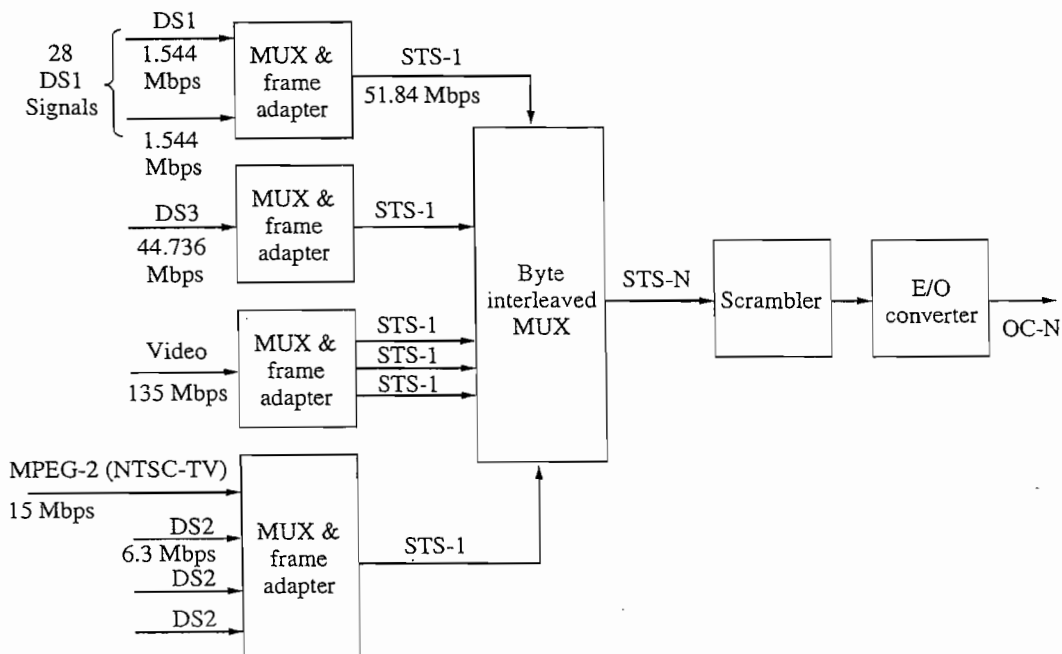 DS1
28
DS1
Signals
1.544
Mbps
1.544
Mbps
MUX &
frame
adapter
STS-1
51.84 Mbps
DS3
44.736
Mbps
MUX &
frame
adapter
STS-1
Video
135 Mbps
MUX &
frame
adapter
STS-1
STS-1
STS-1
MPEG-2 (NTSC-TV)
15 Mbps
DS2
6.3 Mbps
DS2
DS2
MUX &
frame
adapter
STS-1
Byte
interleaved
MUX
STS-N
Scrambler
E/O
converter
OC-N